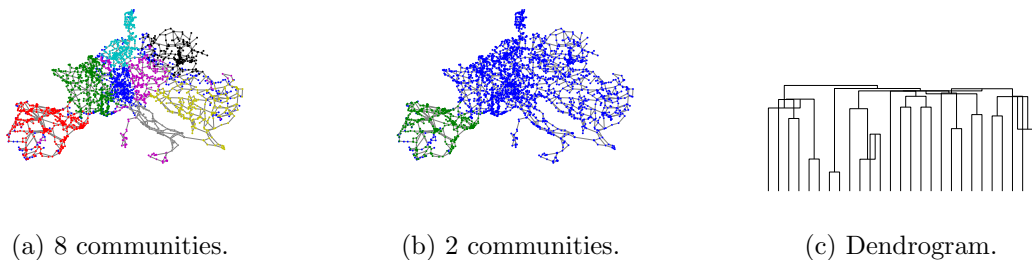 (a) 8 communities.
(b) 2 communities.
(c) Dendrogram.